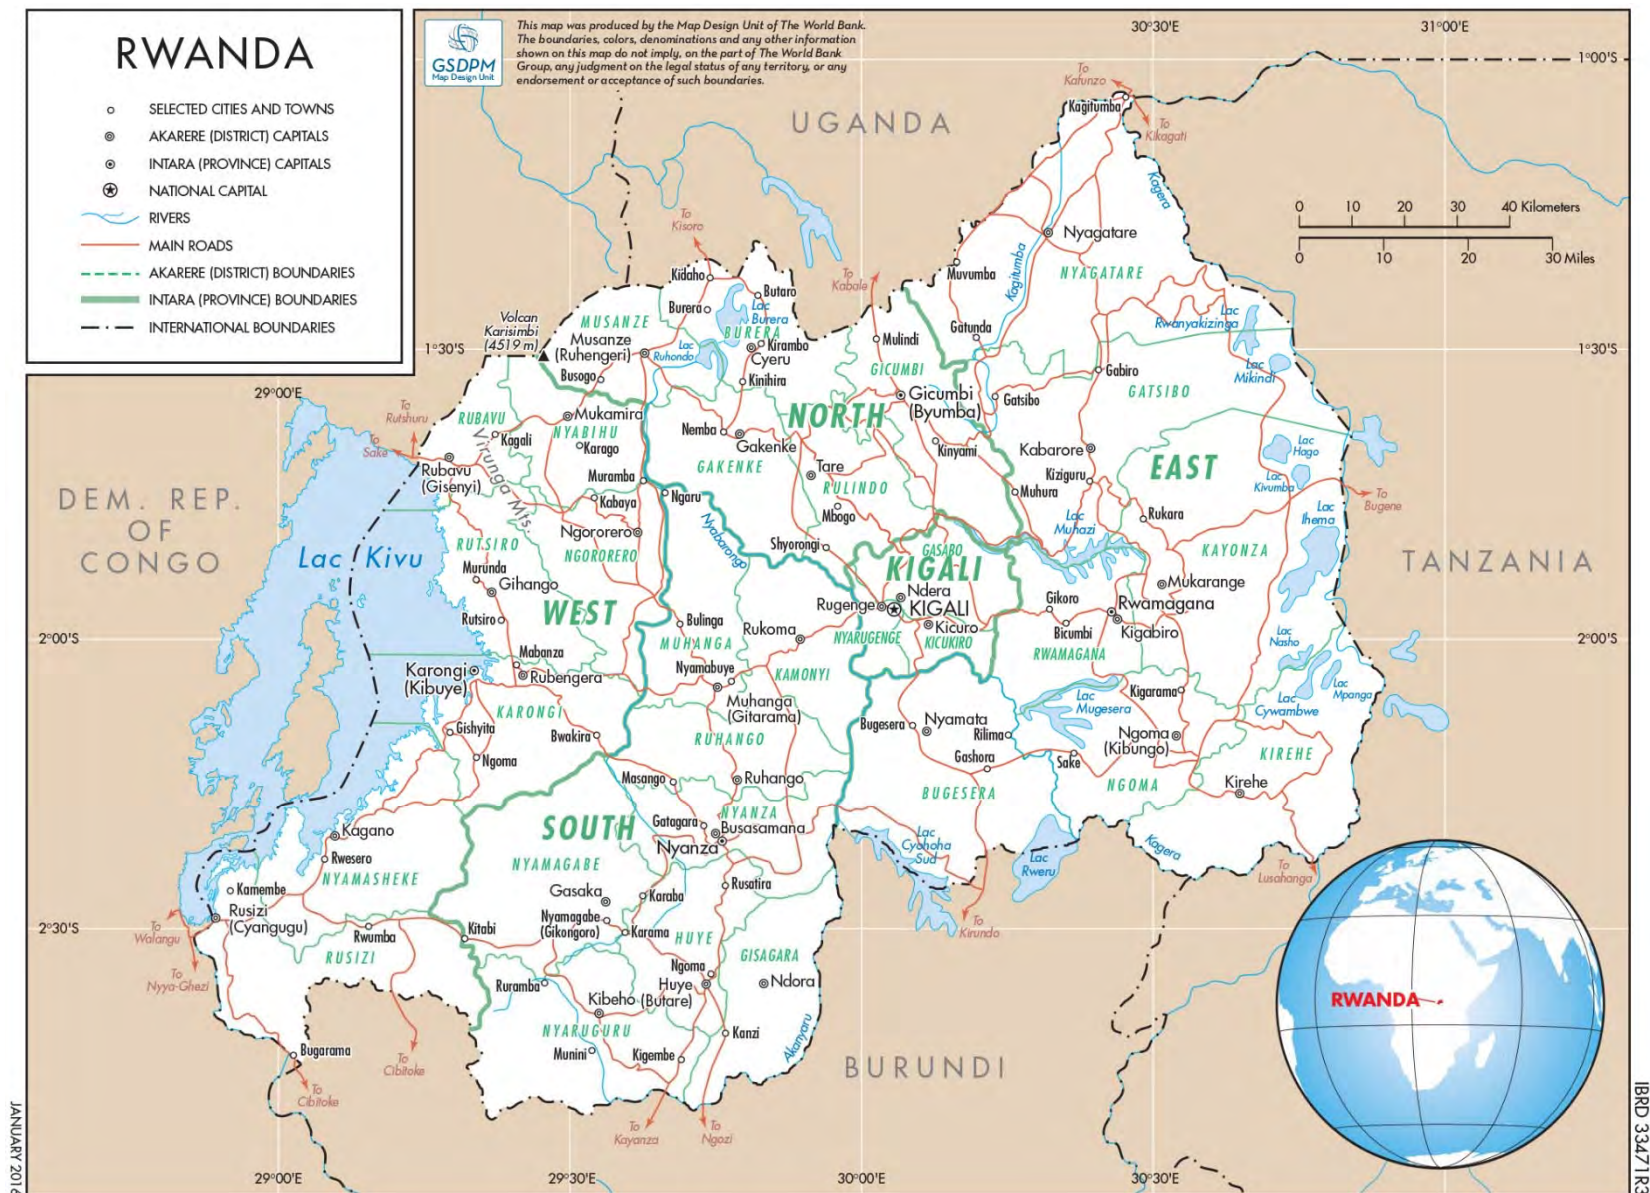 RWANDA
SELECTED CITIES AND TOWNS
AKARERE (DISTRICT) CAPITALS
INTARA (PROVINCE) CAPITALS
NATIONAL CAPITAL
RIVERS
MAIN ROADS
AKARERE (DISTRICT) BOUNDARIES
INTARA (PROVINCE) BOUNDARIES
INTERNATIONAL BOUNDARIES
GSDPM
Map Design Unit
This map was produced by the Map Design Unit of The World Bank.
The boundaries, colors, denominations and any other information
shown on this map do not imply, on the part of The World Bank
Group, any judgment on the legal status of any territory, or any
endorsement or acceptance of such boundaries.
30°30'E
31°00'E
1°00'S
To
Kafunzo
Kagitumba
To
Kikagati
UGANDA
Kagera
0 10 20 30 40 Kilometers
0 10 20 30 Miles
To
Kisoro
Nyagatare
Kidaho
To
Kabale
Muvumba
Kagitumba
NYAGATARE
Butaro
Burera
Lac
Burera
Volcan
Karisimbi
(4519 m)
MUSANZE
BURERA
Lac
Rwanyakizinga
Musanze
(Ruhengeri)
Lac
Ruhondo
Kirambo
Cyeru
Mulindi
Gatunda
1°30'S
1°30'S
Busogo
Kinihira
GICUMBI
Gabiro
Lac
Mikindi
29°00'E
GATSIBO
Gicumbi
(Byumba)
Gatsibo
To
Rutshuru
RUBAVU
Mukamira
NORTH
NYABIHU
Nemba
Gakenke
To
Sake
Kagali
Karago
Kinyami
Kabarore
Lac
Hago
Virunga Mts.
GAKENKE
Tare
EAST
Rubavu
(Gisenyi)
Muramba
RULINDO
Kiziguru
Lac
Kivumba
Muhura
Ngaru
Kabaya
Mbogo
To
Bugene
DEM. REP.
OF
CONGO
Lac
Muhazi
Rukara
Lac
Ihema
Ngororero
Nyabarongo
Shyorongi
RUTSIRO
NGORORERO
GASABO
KAYONZA
Lac Kivu
KIGALI
TANZANIA
Murunda
Gihango
Mukarange
Ndera
WEST
Rugenge
KIGALI
Gikoro
Rwamagana
Rutsiro
Bulinga
Rukoma
Kicuro
Bicumbi
Kigabiro
2°00'S
2°00'S
MUHANGA
NYARUGENGE
KICUKIRO
RWAMAGANA
Lac
Nasho
Mabanza
Karongi
(Kibuye)
Rubengera
Nyamabuye
KAMONYI
Lac
Mpanga
Kigarama
Muhanga
(Gitarama)
Lac
Mugesera
Lac
Cywambwe
KARONGI
Gishyita
Bwakira
RUHANGO
Bugesera
Nyamata
Rilima
Ngoma
(Kibungo)
KIREHE
Ngoma
Gashora
Sake
Masango
Ruhango
Kirehe
BUGESERA
NGOMA
NYANZA
Gatagara
Busasamana
SOUTH
Kagano
Nyanza
Lac
Cyohoha
Sud
Kagera
Rwesero
NYAMAGABE
Lac
Rweru
To
Lusahanga
NYAMASHEKE
Kamembe
Gasaka
Karaba
Rusatira
Rusizi
(Cyangugu)
Nyamagabe
(Gikongoro)
To
Walangu
Karama
To
Kirundo
2°30'S
Rwumba
Kitabi
HUYE
RUSIZI
GISAGARA
To
Nyya-Ghezi
Ngoma
Ruramba
Huye
(Butare)
Ndora
Kibeho
RWANDA
NYARUGURU
Kanzi
Akanyaru
Bugarama
Munini
Kigembe
To
Cibitoke
BURUNDI
To
Cibitoke
To
Kayanza
To
Ngozi
29°00'E
29°30'E
30°00'E
30°30'E
IBRD 33471R3